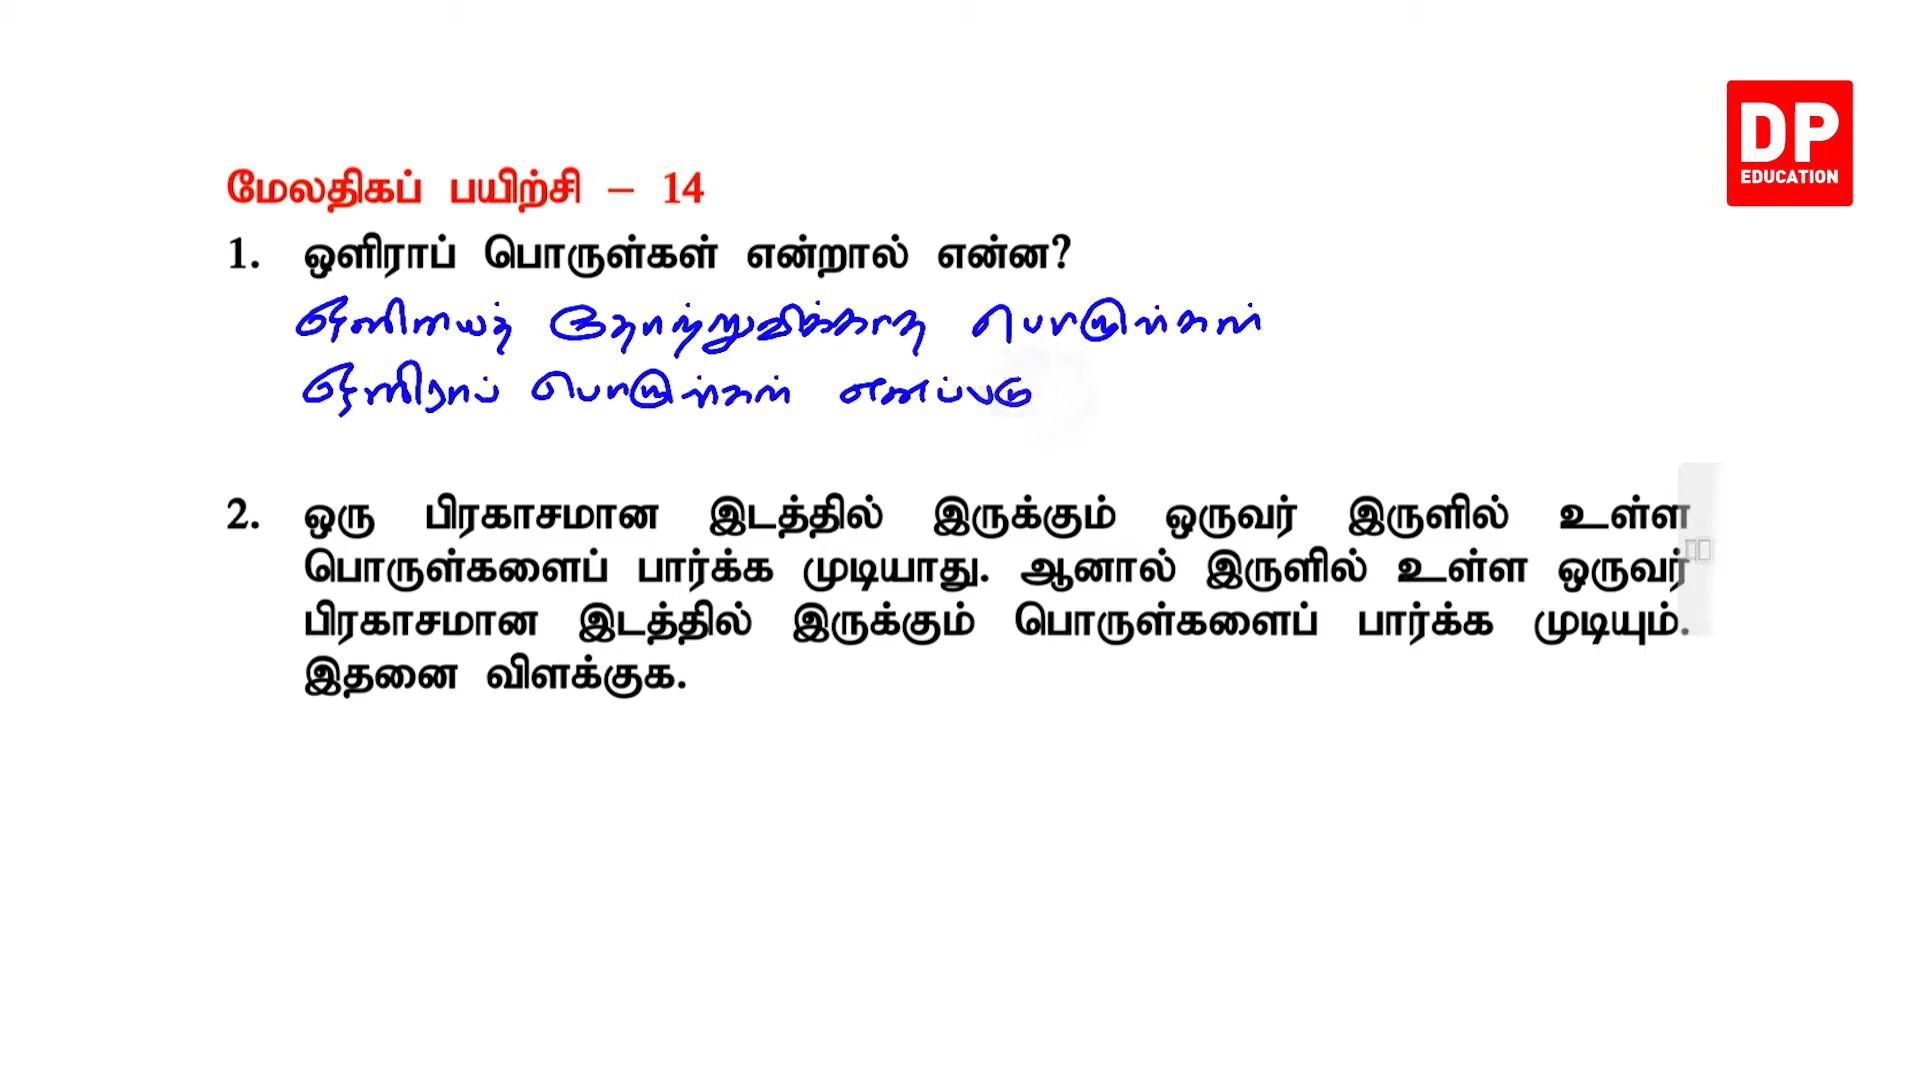 DP
EDUCATION
மேலதிகப் பயிற்சி – 14
1. ஒளிராப் பொருள்கள் என்றால் என்ன?
ஒளியைத் தோற்றுவிக்காத பொருள்கள்
ஒளிராப் பொருள்கள் எனப்படு
2. ஒரு பிரகாசமான இடத்தில் இருக்கும் ஒருவர் இருளில் உள்ள
பொருள்களைப் பார்க்க முடியாது. ஆனால் இருளில் உள்ள ஒருவர்
பிரகாசமான இடத்தில் இருக்கும் பொருள்களைப் பார்க்க முடியும்.
இதனை விளக்குக.